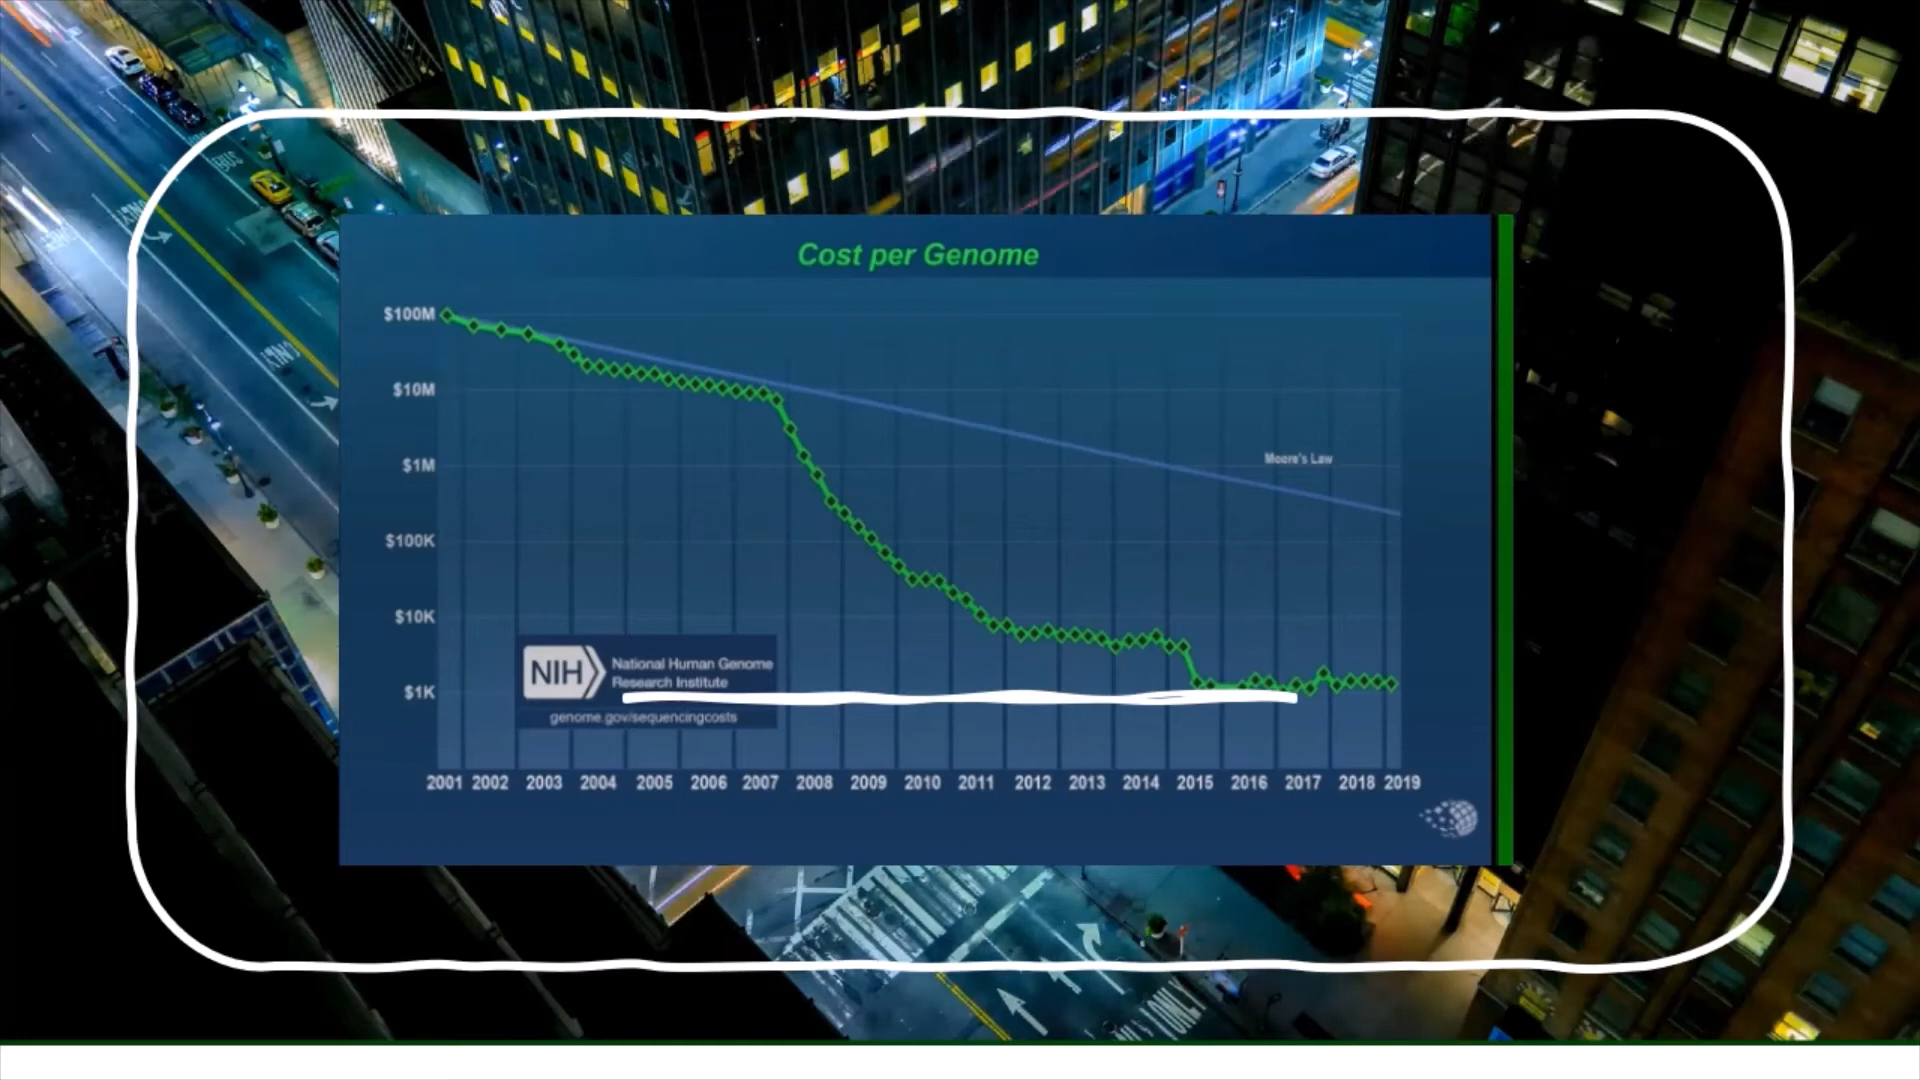 Cost per Genome
$100M
$10M
$1M
$100K
$10K
$1K
Moore's Law
NIH
National Human Genome
Research Institute
genome.gov/sequencingcosts
2001 2002 2003 2004 2005 2006 2007 2008 2009 2010 2011 2012 2013 2014 2015 2016 2017 2018 2019
ONLY